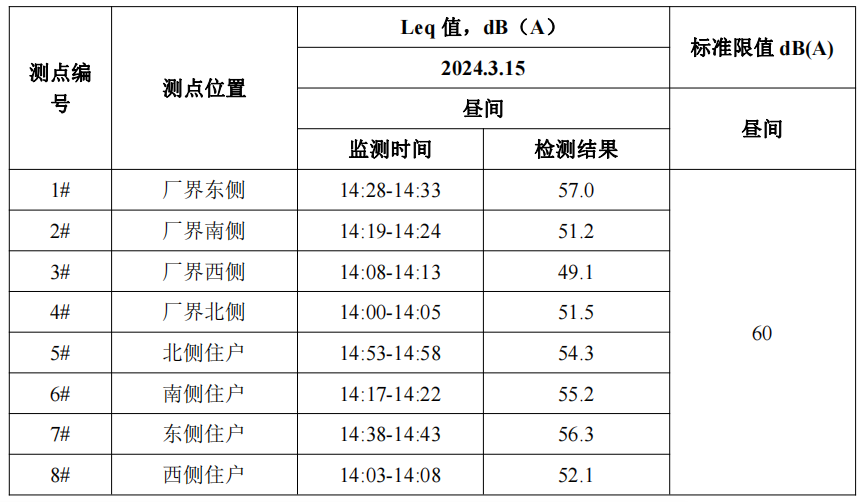 测点编号 测点位置 Leq 值，dB（A） 标准限值 dB(A)
2024.3.15
昼间 昼间
监测时间 检测结果
1# 厂界东侧 14:28-14:33 57.0 60
2# 厂界南侧 14:19-14:24 51.2
3# 厂界西侧 14:08-14:13 49.1
4# 厂界北侧 14:00-14:05 51.5
5# 北侧住户 14:53-14:58 54.3
6# 南侧住户 14:17-14:22 55.2
7# 东侧住户 14:38-14:43 56.3
8# 西侧住户 14:03-14:08 52.1